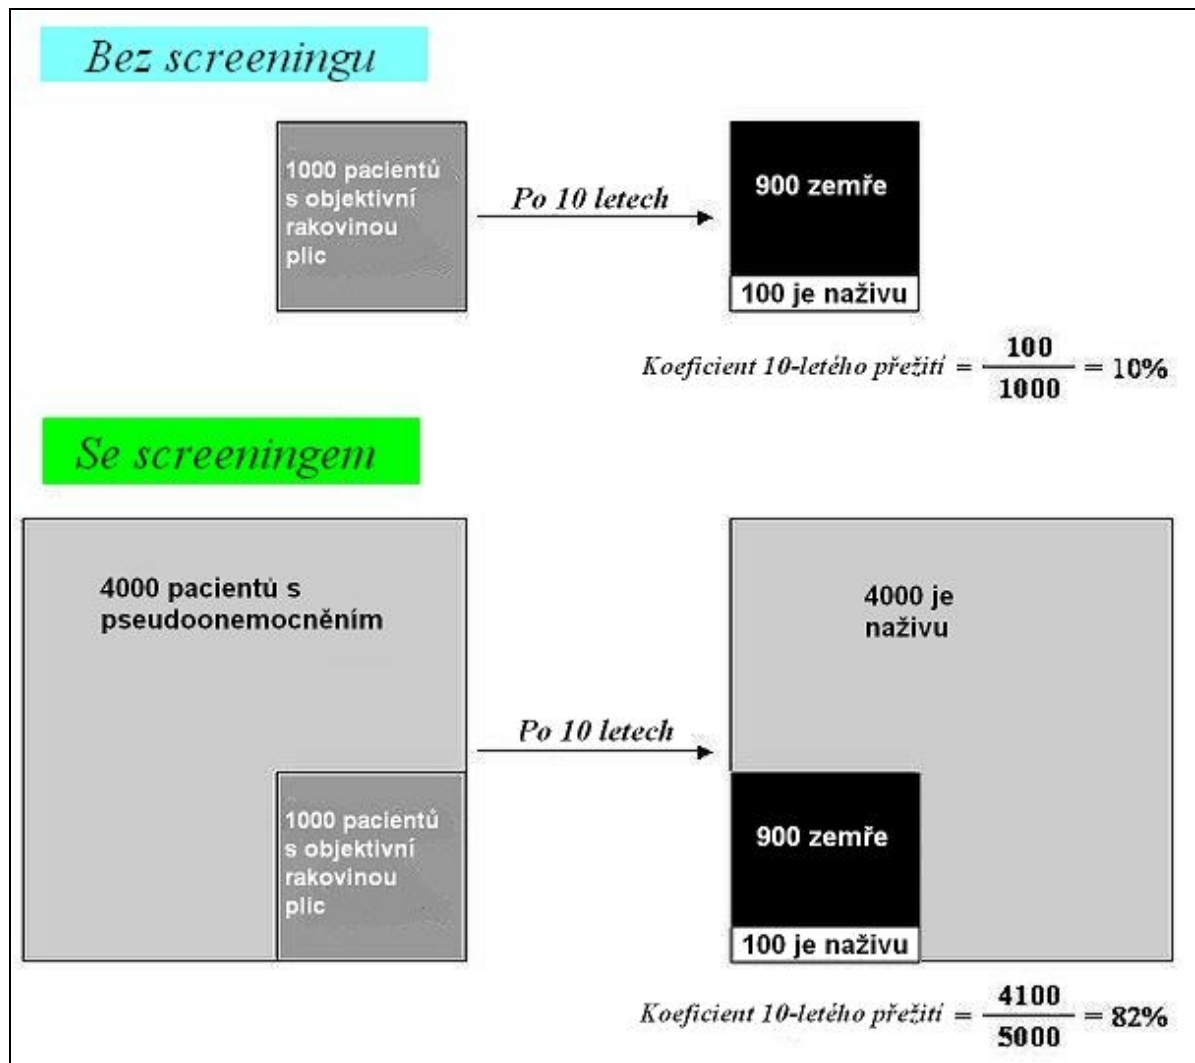 Bez screeningu
1000 pacientů
s objektivní
rakovinou
plic
Po 10 letech
900 zemře
100 je naživu
Koeficient 10-letého přežití = 100/1000 = 10%
Se screeningem
4000 pacientů s
pseudoonemocněním
4000 je
naživu
Po 10 letech
1000 pacientů
s objektivní
rakovinou
plic
900 zemře
100 je naživu
Koeficient 10-letého přežití = 4100/5000 = 82%